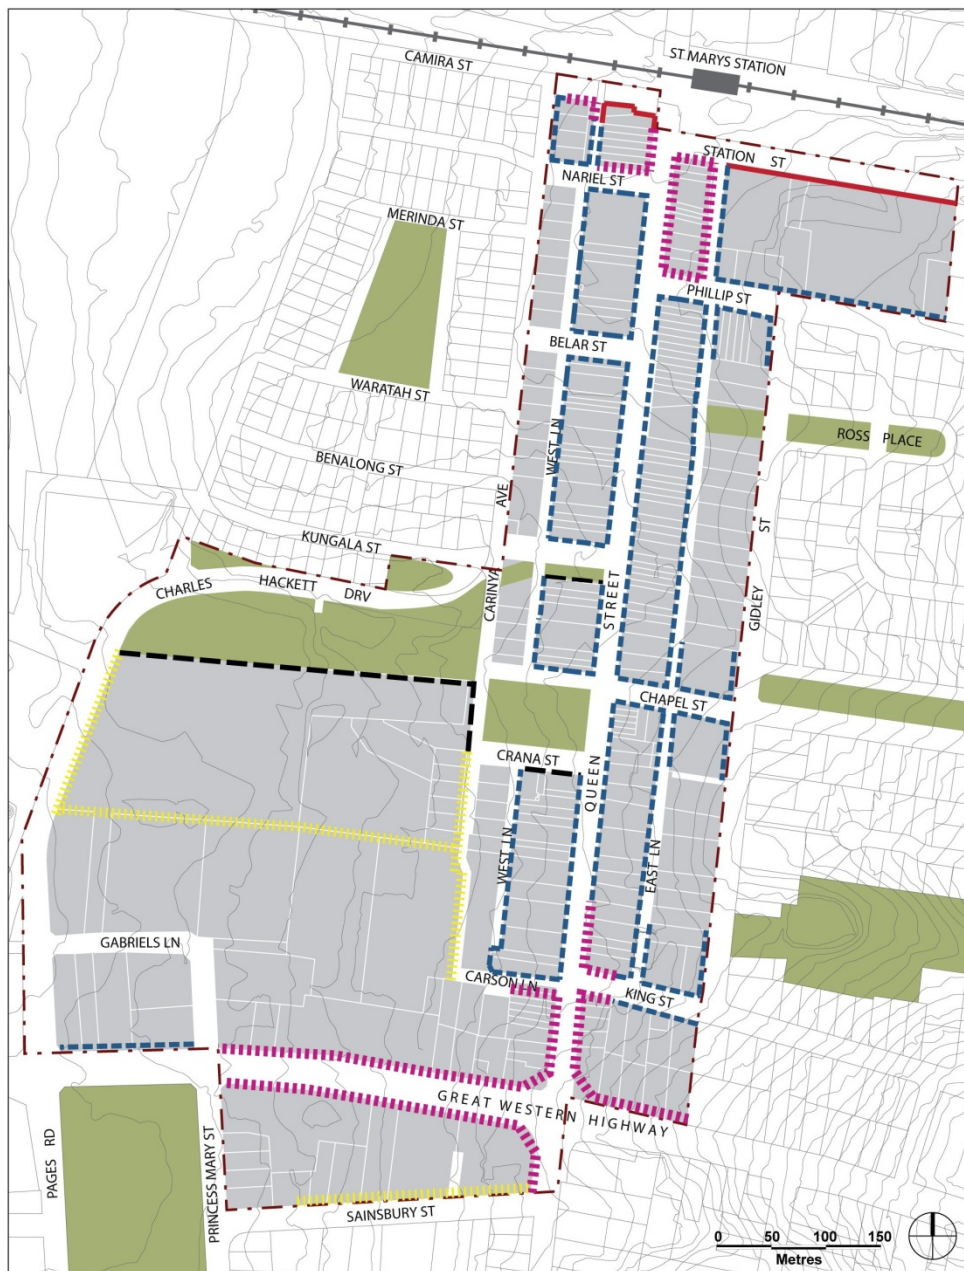 ST MARYS STATION
CAMIRA ST
STATION ST
NARIEL ST
MERINDA ST
PHILLIP ST
BELAR ST
WARATAH ST
ROSS PLACE
WEST LN
BENALONG ST
AVE
ST
KUNGALA ST
CHARLES HACKETT DRV
CARINYA
STREET
GIDLEY
CHAPEL ST
CRANA ST
QUEEN
WEST LN
EAST LN
GABRIELS LN
CARSON LN
KING ST
GREAT WESTERN HIGHWAY
PAGES RD
PRINCESS MARY ST
SAINSBURY ST
0 50 100 150
Metres